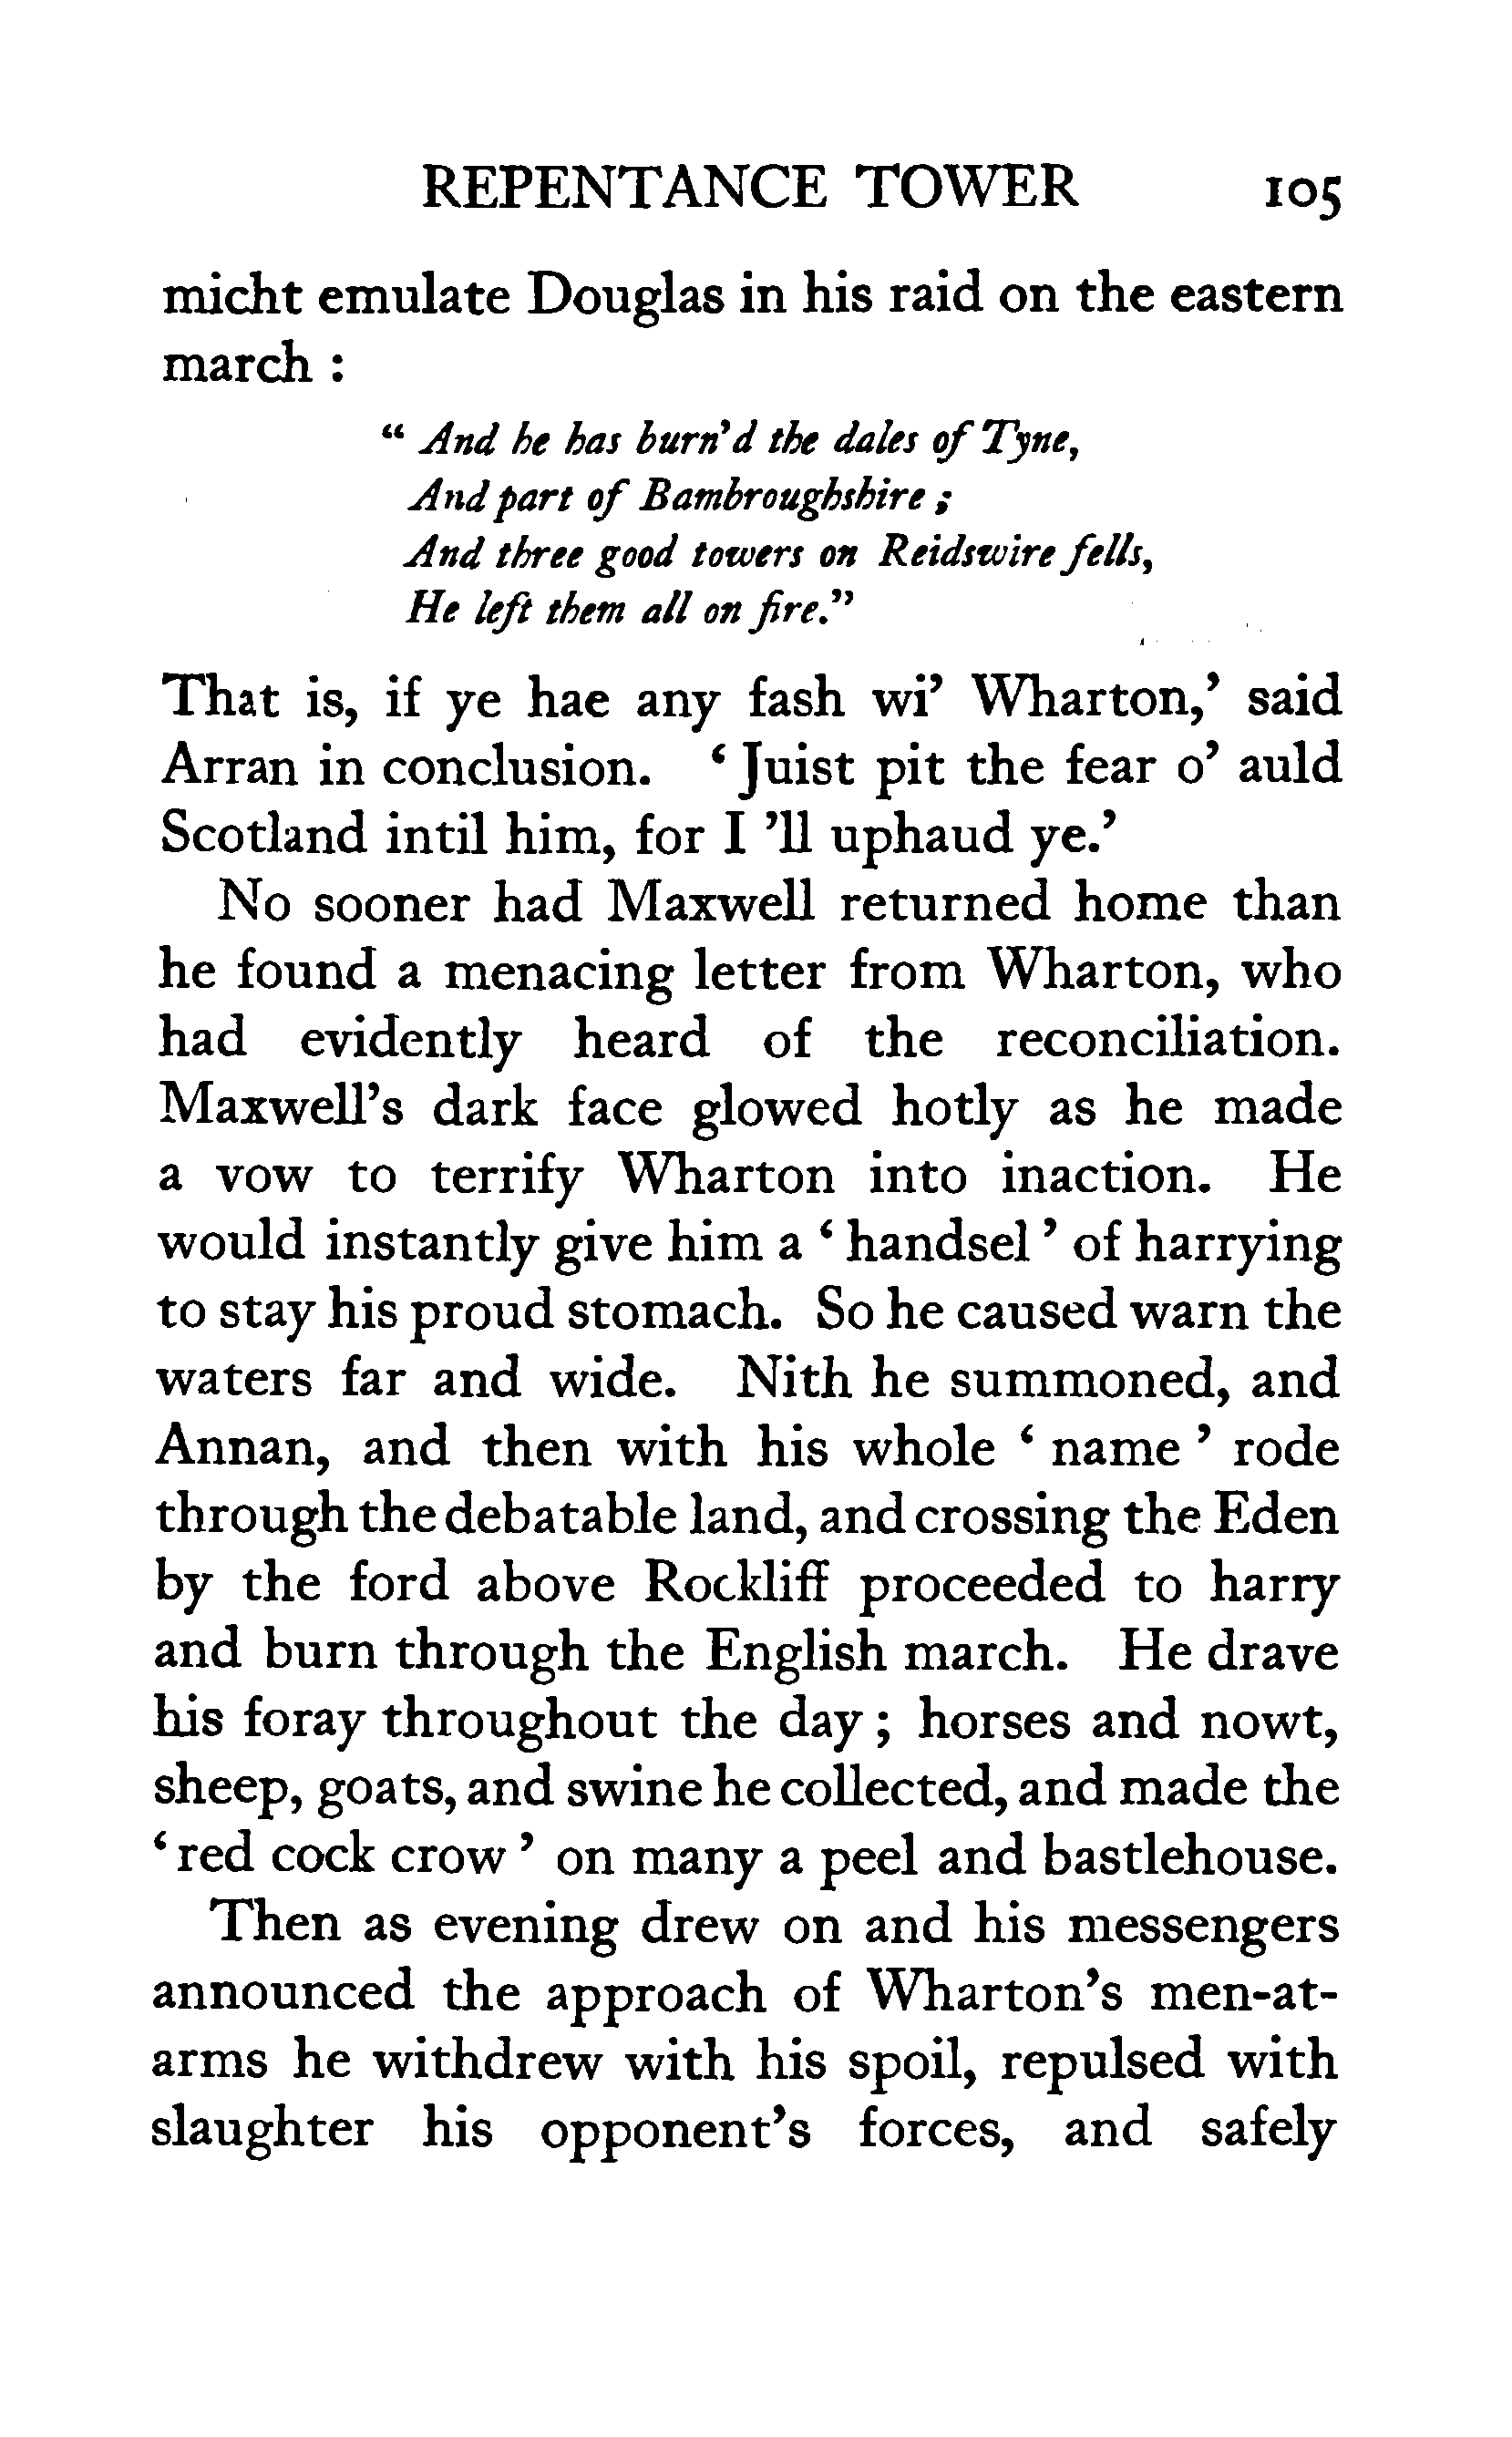 REPENTANCE TOWER 105
micht emulate Douglas in his raid on the eastern
march :
“ And he has burn’d the dales of Tyne,
And part of Bambroughshire ;
And three good towers on Reidswire fells,
He left them all on fire.”
That is, if ye hae any fash wi’ Wharton,’ said
Arran in conclusion. ‘ Juist pit the fear o’ auld
Scotland intil him, for I ’ll uphaud ye.’
No sooner had Maxwell returned home than
he found a menacing letter from Wharton, who
had evidently heard of the reconciliation.
Maxwell’s dark face glowed hotly as he made
a vow to terrify Wharton into inaction. He
would instantly give him a ‘ handsel ’ of harrying
to stay his proud stomach. So he caused warn the
waters far and wide. Nith he summoned, and
Annan, and then with his whole ‘ name ’ rode
through the debatable land, and crossing the Eden
by the ford above Rockliff proceeded to harry
and burn through the English march. He drave
his foray throughout the day ; horses and nowt,
sheep, goats, and swine he collected, and made the
‘ red cock crow ’ on many a peel and bastlehouse.
Then as evening drew on and his messengers
announced the approach of Wharton’s men-at-
arms he withdrew with his spoil, repulsed with
slaughter his opponent’s forces, and safely